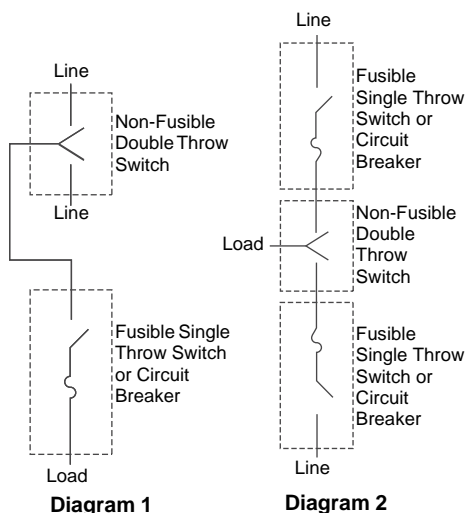 Line
Non-Fusible
Double Throw
Switch
Line
Fusible Single
Throw Switch
or Circuit
Breaker
Load
Diagram 1
Line
Fusible
Single Throw
Switch or
Circuit
Breaker
Load
Non-Fusible
Double
Throw
Switch
Fusible
Single Throw
Switch or
Circuit
Breaker
Line
Diagram 2